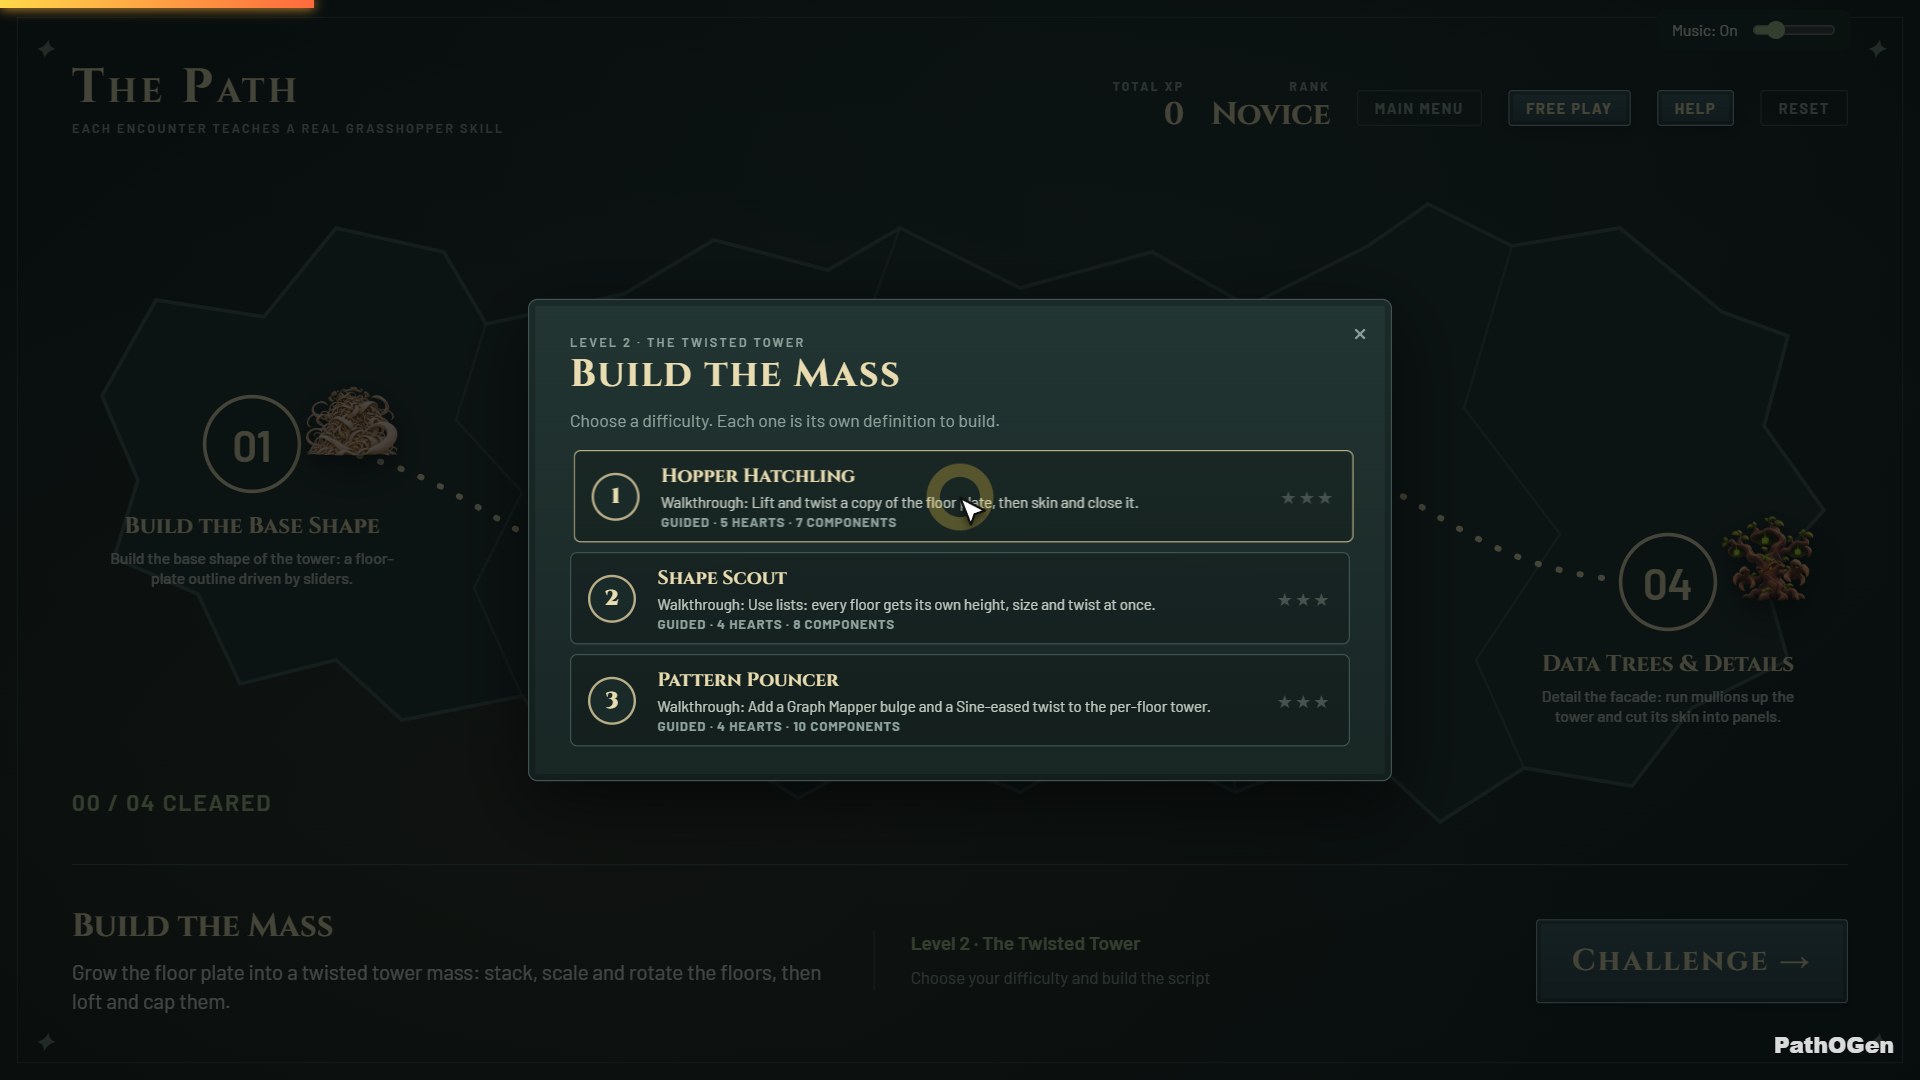 Music: On
The Path
EACH ENCOUNTER TEACHES A REAL GRASSHOPPER SKILL
TOTAL XP
0
RANK
Novice
MAIN MENU
FREE PLAY
HELP
RESET
LEVEL 2 · THE TWISTED TOWER
Build the Mass
×
Choose a difficulty. Each one is its own definition to build.
1
Hopper Hatchling
Walkthrough: Lift and twist a copy of the floor plate, then skin and close it.
GUIDED · 5 HEARTS · 7 COMPONENTS
★★★
2
Shape Scout
Walkthrough: Use lists: every floor gets its own height, size and twist at once.
GUIDED · 4 HEARTS · 8 COMPONENTS
★★★
3
Pattern Pouncer
Walkthrough: Add a Graph Mapper bulge and a Sine-eased twist to the per-floor tower.
GUIDED · 4 HEARTS · 10 COMPONENTS
★★★
01
Build the Base Shape
Build the base shape of the tower: a floor-
plate outline driven by sliders.
04
Data Trees & Details
Detail the facade: run mullions up the
tower and cut its skin into panels.
00 / 04 CLEARED
Build the Mass
Grow the floor plate into a twisted tower mass: stack, scale and rotate the floors, then
loft and cap them.
Level 2 · The Twisted Tower
Choose your difficulty and build the script
Challenge →
PathOGen